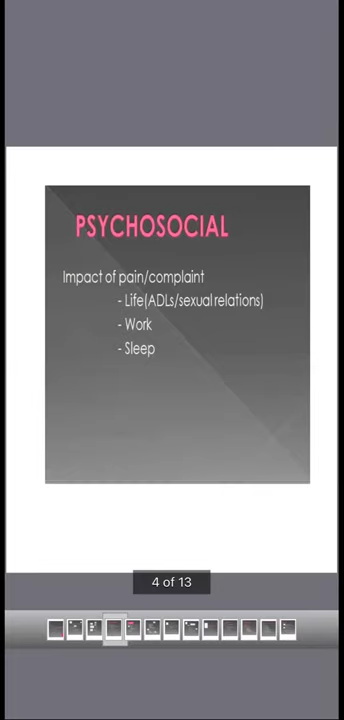 PSYCHOSOCIAL
Impact of pain/complaint
- Life(ADLs/sexual relations)
- Work
- Sleep
4 of 13